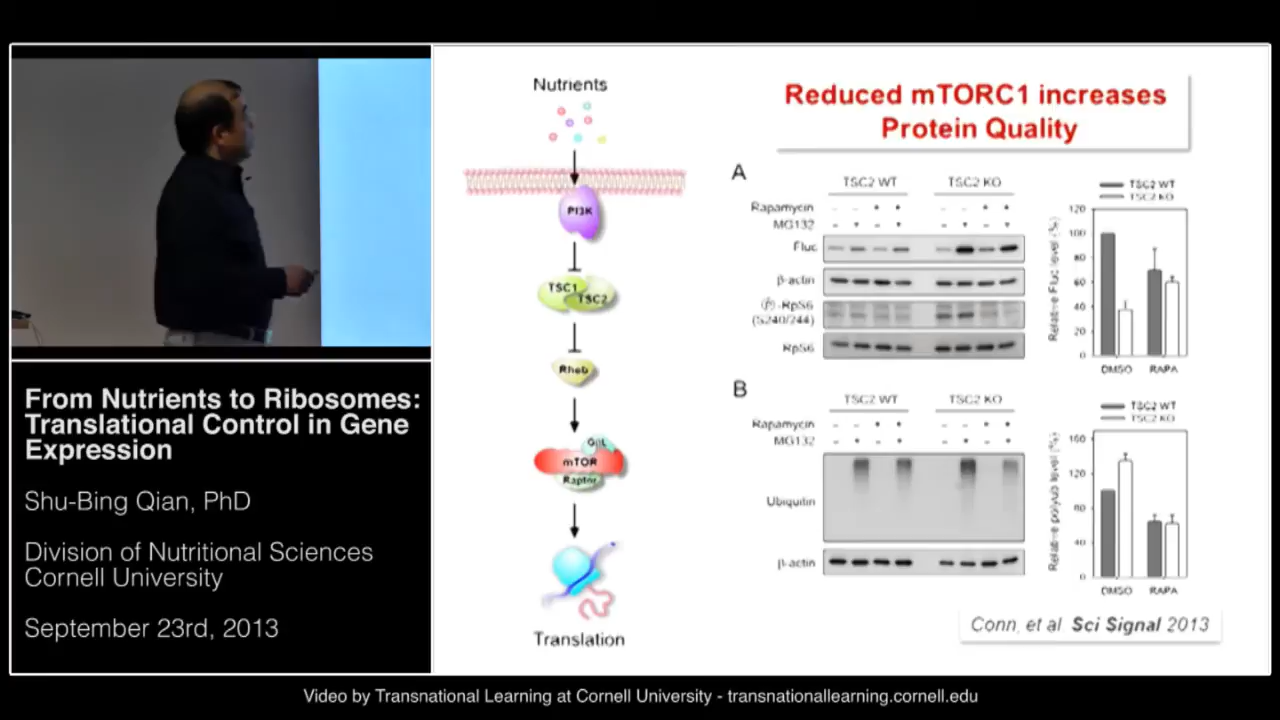 Nutrients
PI3K
TSC1
TSC2
Rheb
GβL
mTOR
Raptor
Translation
Reduced mTORC1 increases
Protein Quality
A
TSC2 WT
TSC2 KO
Rapamycin
- - + + - - + +
MG132
- + - + - + - +
Fluc
β-actin
Ⓟ-RpS6
(S240/244)
RpS6
TSC2 WT
TSC2 KO
Relative Fluc level (%)
120
100
80
60
40
20
0
DMSO
RAPA
B
TSC2 WT
TSC2 KO
Rapamycin
- - + + - - + +
MG132
- + - + - + - +
Ubiquitin
β-actin
TSC2 WT
TSC2 KO
Relative polyub level (%)
160
120
80
40
0
DMSO
RAPA
Conn, et al Sci Signal 2013
From Nutrients to Ribosomes:
Translational Control in Gene
Expression
Shu-Bing Qian, PhD
Division of Nutritional Sciences
Cornell University
September 23rd, 2013
Video by Transnational Learning at Cornell University - transnationallearning.cornell.edu